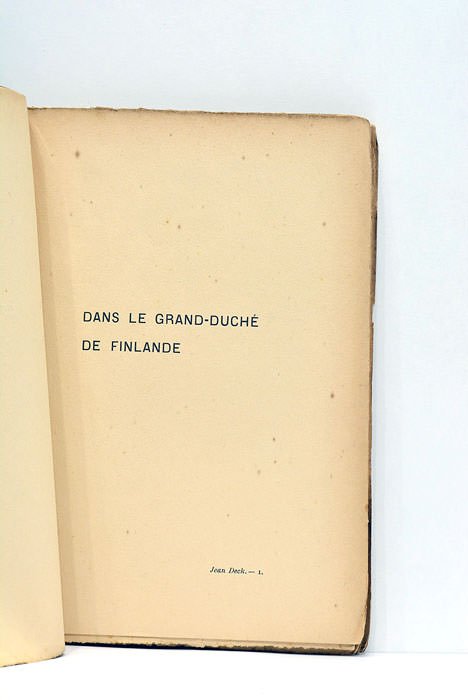 DANS LE GRAND-DUCHÉ
DE FINLANDE
Jean Deck. — 1.